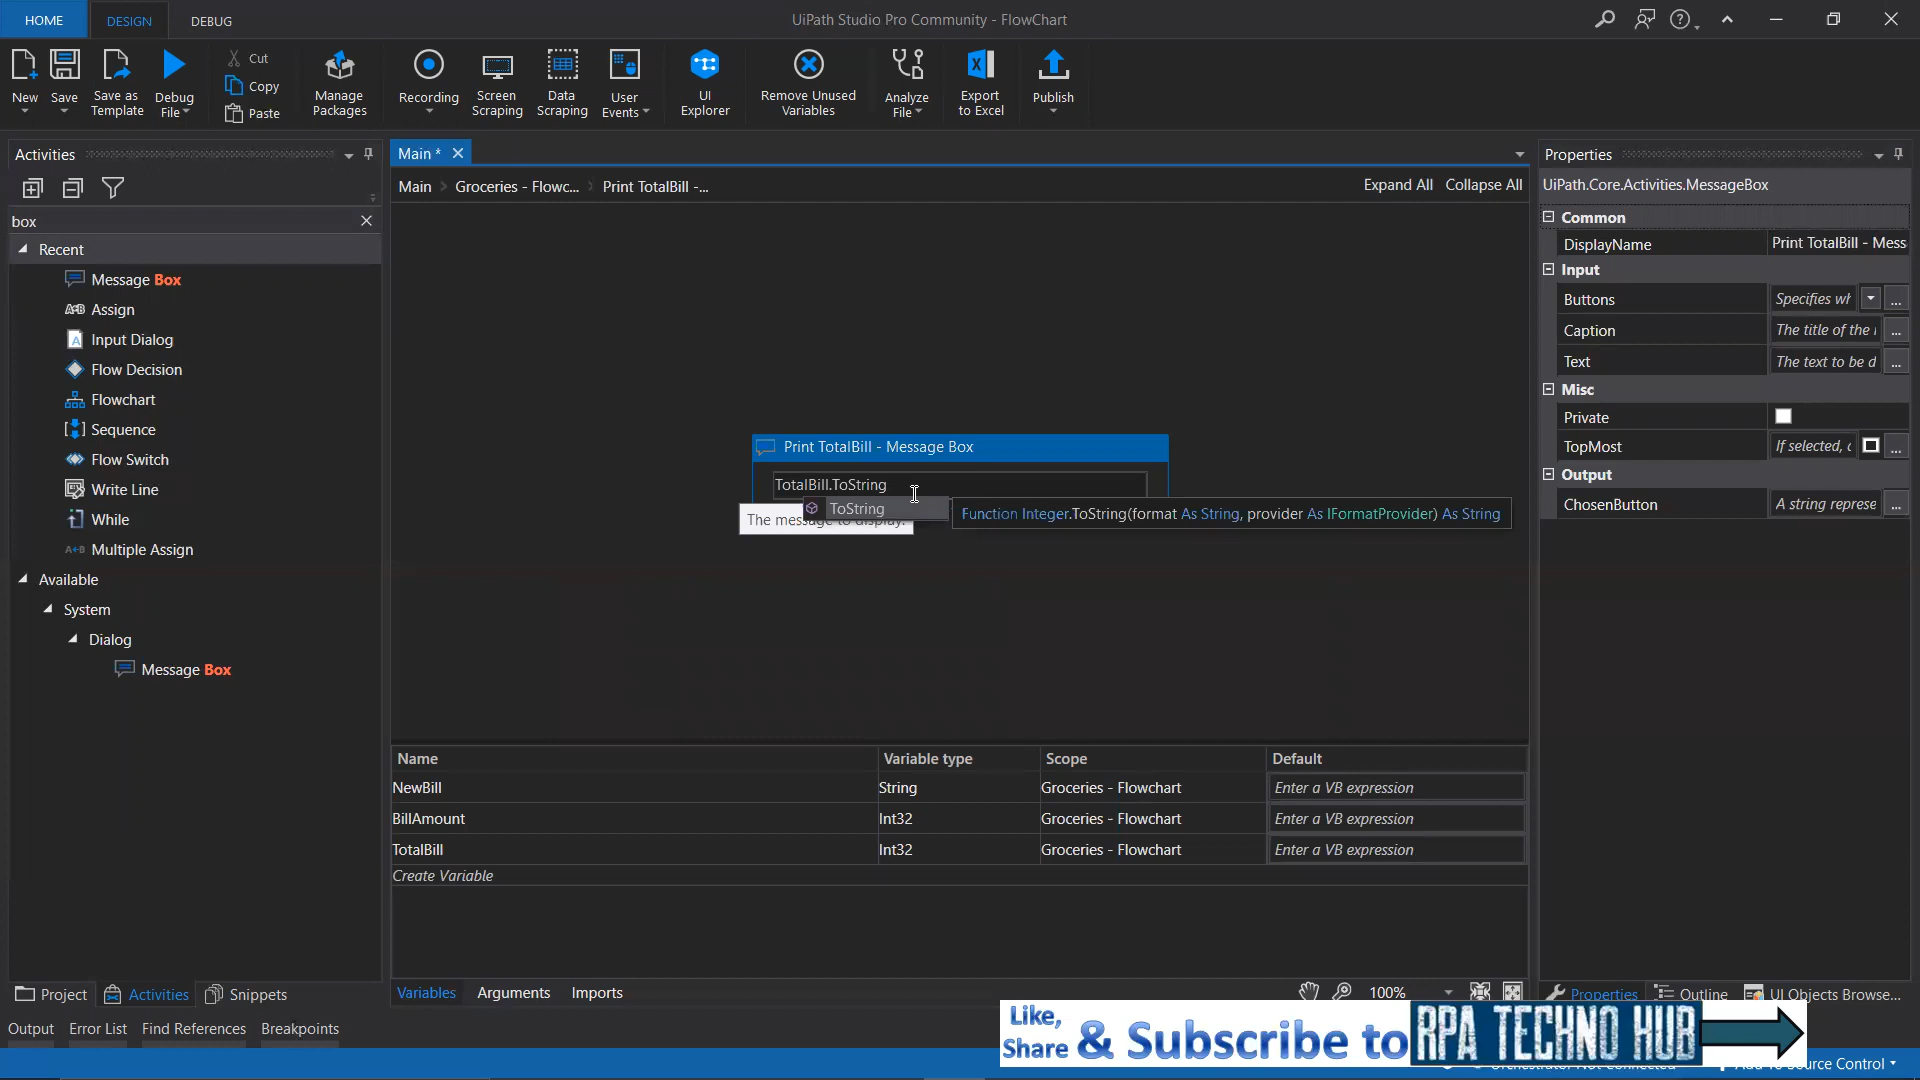 HOME
DESIGN
DEBUG
UiPath Studio Pro Community - FlowChart
New
Save
Save as
Template
Debug
File
Cut
Copy
Paste
Manage
Packages
Recording
Screen
Scraping
Data
Scraping
User
Events
UI
Explorer
Remove Unused
Variables
Analyze
File
Export
to Excel
Publish
Activities
box
Recent
Message Box
Assign
Input Dialog
Flow Decision
Flowchart
Sequence
Flow Switch
Write Line
While
Multiple Assign
Available
System
Dialog
Message Box
Project
Activities
Snippets
Main *
Main
Groceries - Flowc...
Print TotalBill -...
Expand All
Collapse All
Print TotalBill - Message Box
TotalBill.ToString
ToString
The message to display.
Function Integer.ToString(format As String, provider As IFormatProvider) As String
Name Variable type Scope Default
NewBill String Groceries - Flowchart Enter a VB expression
BillAmount Int32 Groceries - Flowchart Enter a VB expression
TotalBill Int32 Groceries - Flowchart Enter a VB expression
Create Variable
Variables
Arguments
Imports
100%
Properties
UiPath.Core.Activities.MessageBox
Common
DisplayName Print TotalBill - Mess
Input
Buttons Specifies wh ...
Caption The title of the ...
Text The text to be d ...
Misc
Private
TopMost If selected, ...
Output
ChosenButton A string represe ...
Properties
Outline
UI Objects Browse...
Output
Error List
Find References
Breakpoints
Like,
Share & Subscribe to RPA TECHNO HUB
Source Control